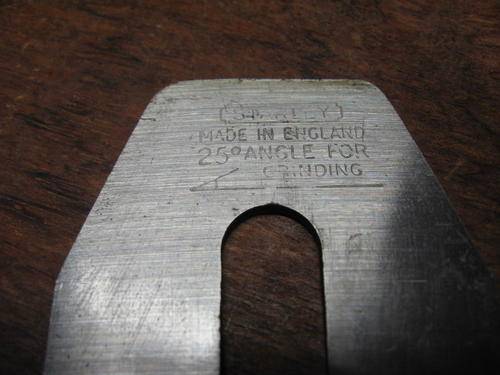 STANLEY
MADE IN ENGLAND
25° ANGLE FOR
GRINDING